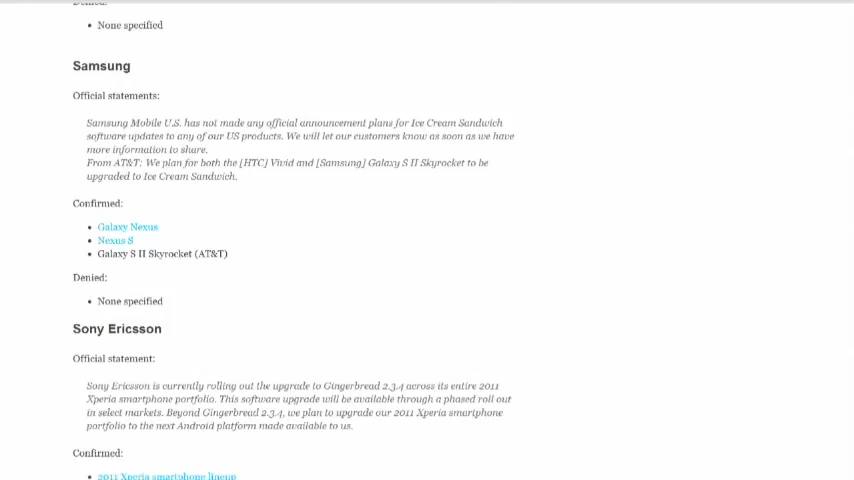 Denied:
None specified
Samsung
Official statements:
Samsung Mobile U.S. has not made any official announcement plans for Ice Cream Sandwich
software updates to any of our US products. We will let our customers know as soon as we have
more information to share.
From AT&T: We plan for both the [HTC] Vivid and [Samsung] Galaxy S II Skyrocket to be
upgraded to Ice Cream Sandwich.
Confirmed:
Galaxy Nexus
Nexus S
Galaxy S II Skyrocket (AT&T)
Denied:
None specified
Sony Ericsson
Official statement:
Sony Ericsson is currently rolling out the upgrade to Gingerbread 2.3.4 across its entire 2011
Xperia smartphone portfolio. This software upgrade will be available through a phased roll out
in select markets. Beyond Gingerbread 2.3.4, we plan to upgrade our 2011 Xperia smartphone
portfolio to the next Android platform made available to us.
Confirmed:
2011 Xperia smartphone lineup